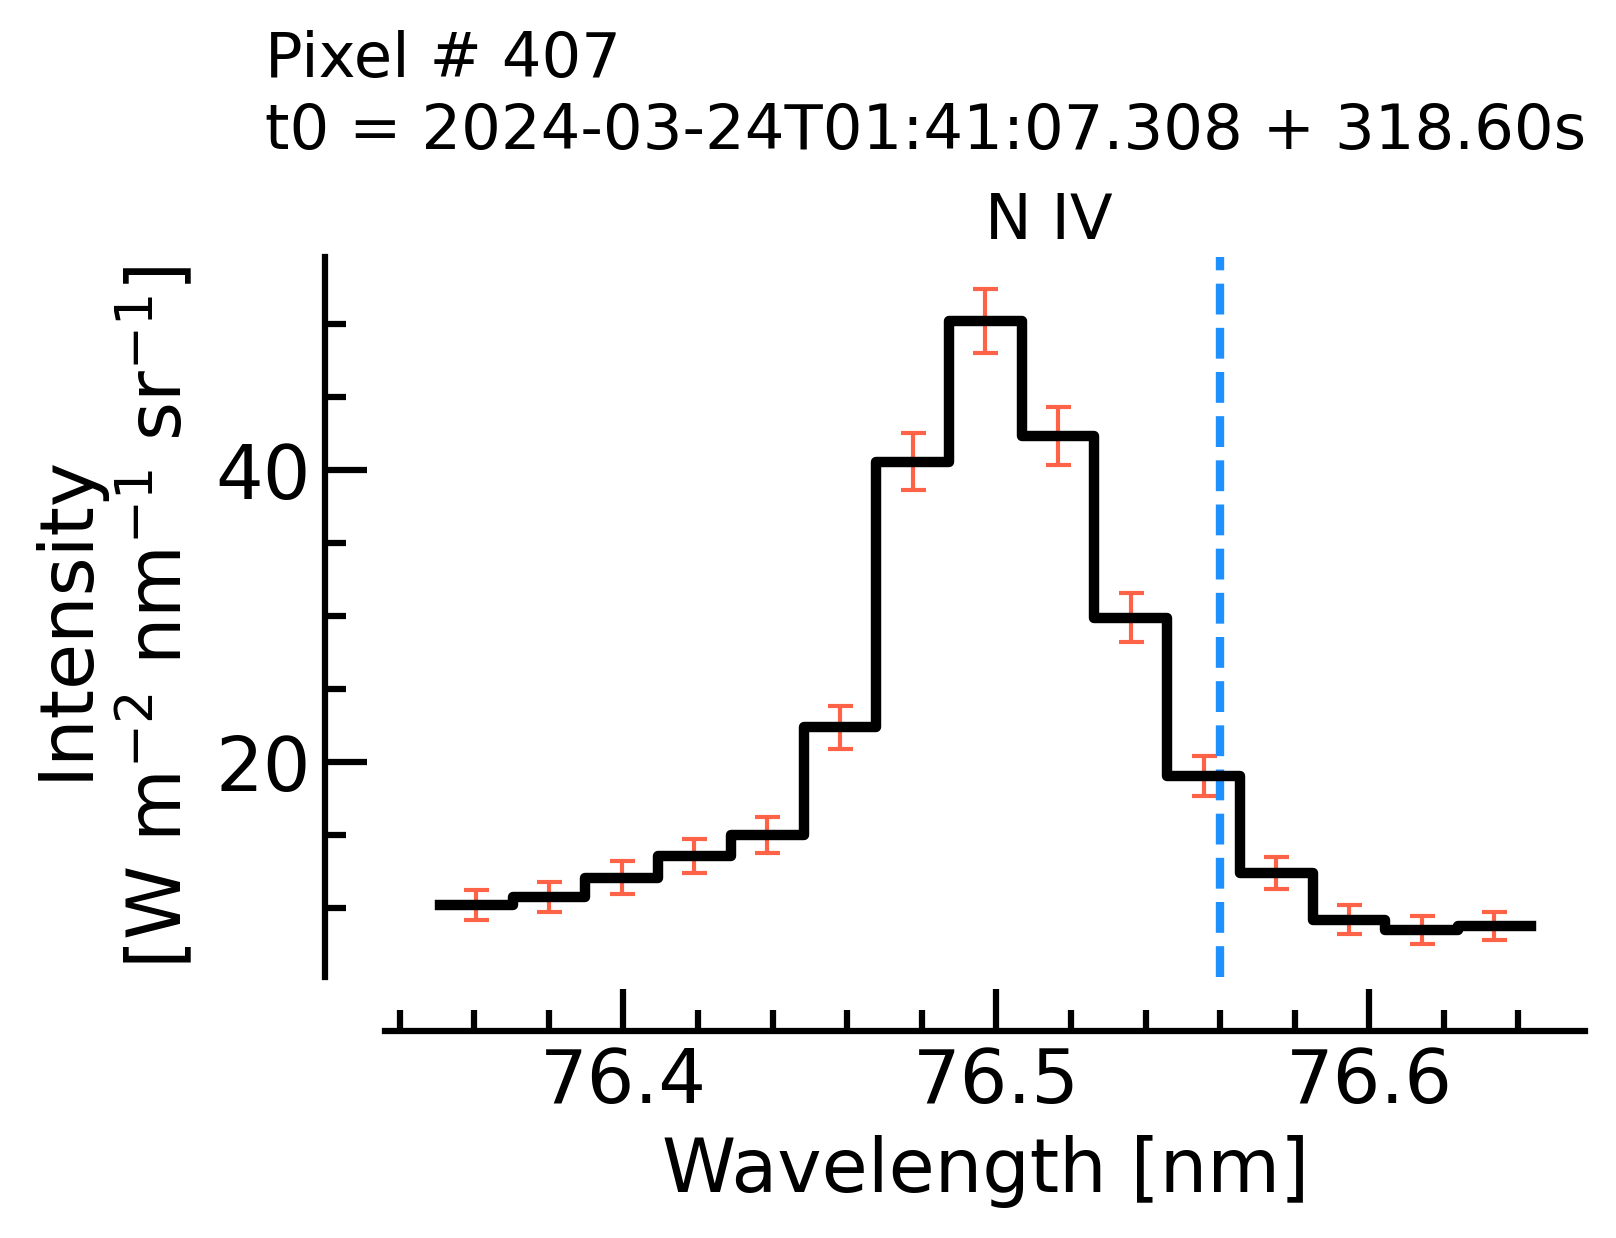 Pixel # 407
t0 = 2024-03-24T01:41:07.308 + 318.60s
N IV
Intensity
[W m⁻² nm⁻¹ sr⁻¹]
40
20
76.4 76.5 76.6
Wavelength [nm]